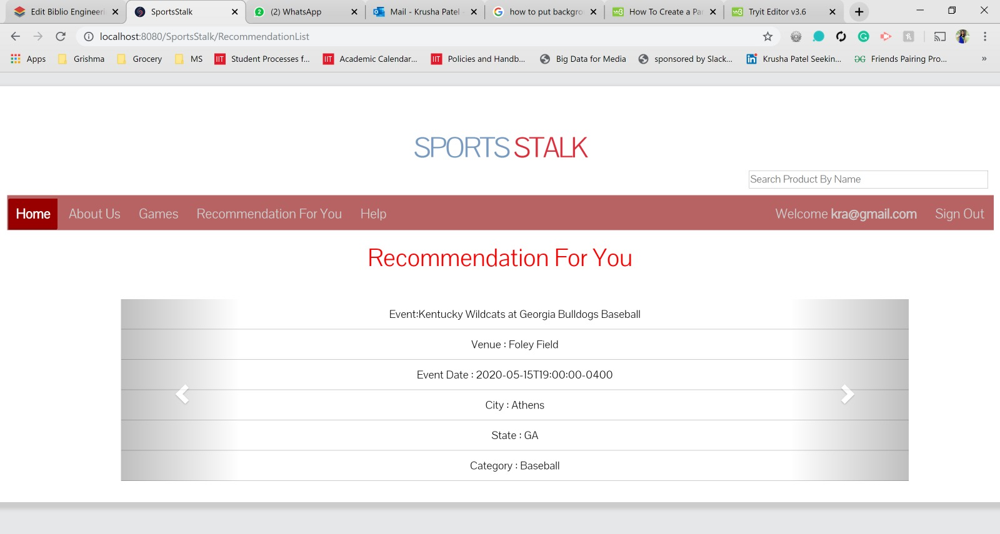 Edit Biblio Engineeri
SportsStalk
(2) WhatsApp
Mail - Krusha Patel -
how to put backgrou
How To Create a Par
Tryit Editor v3.6
localhost:8080/SportsStalk/RecommendationList
Apps
Grishma
Grocery
MS
IIT Student Processes f...
IIT Academic Calendar...
IIT Policies and Handb...
Big Data for Media
sponsored by Slack...
Krusha Patel Seekin...
Friends Pairing Pro...
»
SPORTS STALK
Search Product By Name
Home About Us Games Recommendation For You Help Welcome kra@gmail.com Sign Out
Recommendation For You
Event:Kentucky Wildcats at Georgia Bulldogs Baseball
Venue : Foley Field
Event Date : 2020-05-15T19:00:00-0400
City : Athens
State : GA
Category : Baseball